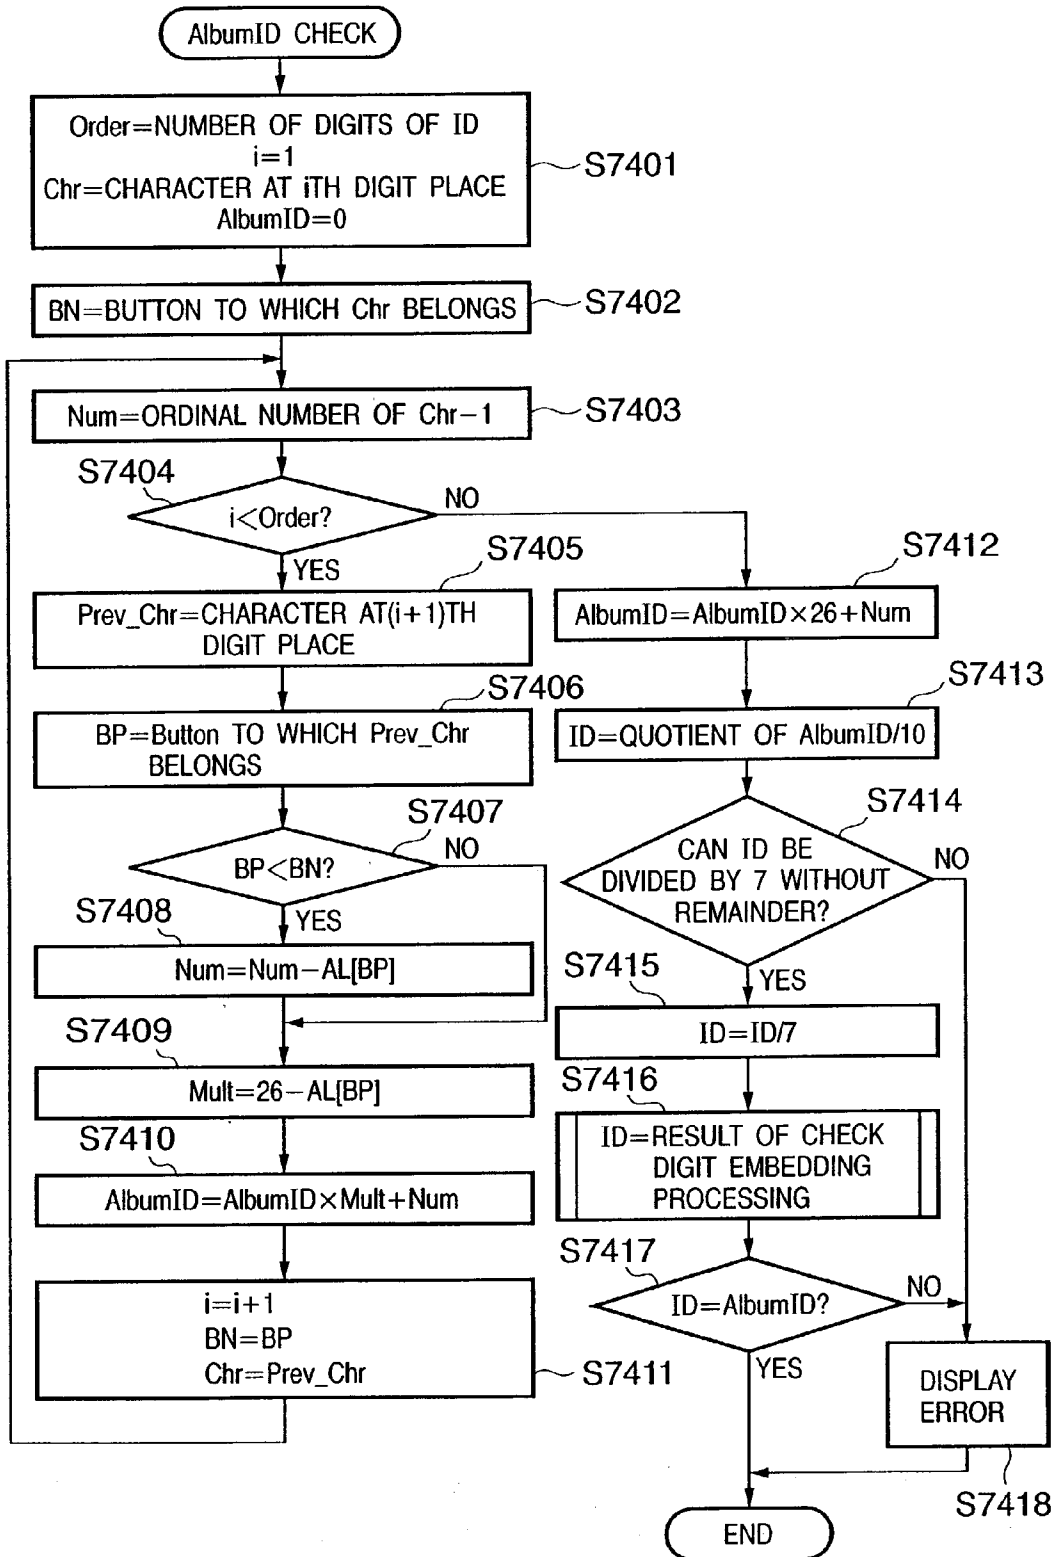 AlbumID CHECK
Order=NUMBER OF DIGITS OF ID
i=1
Chr=CHARACTER AT iTH DIGIT PLACE
AlbumID=0
S7401
BN=BUTTON TO WHICH Chr BELONGS
S7402
Num=ORDINAL NUMBER OF Chr-1
S7403
S7404
i<Order?
NO
YES
S7405
Prev_Chr=CHARACTER AT(i+1)TH
DIGIT PLACE
S7406
BP=Button TO WHICH Prev_Chr
BELONGS
S7407
BP<BN?
NO
YES
S7408
Num=Num-AL[BP]
S7409
Mult=26-AL[BP]
S7410
AlbumID=AlbumID×Mult+Num
i=i+1
BN=BP
Chr=Prev_Chr
S7411
S7412
AlbumID=AlbumID×26+Num
S7413
ID=QUOTIENT OF AlbumID/10
S7414
CAN ID BE
DIVIDED BY 7 WITHOUT
REMAINDER?
NO
YES
S7415
ID=ID/7
S7416
ID=RESULT OF CHECK
DIGIT EMBEDDING
PROCESSING
S7417
ID=AlbumID?
NO
YES
DISPLAY
ERROR
S7418
END